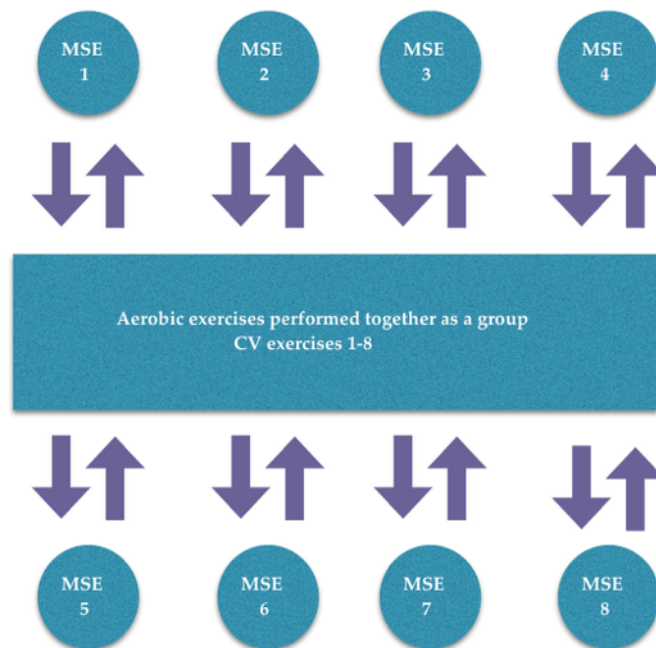 MSE
1
MSE
2
MSE
3
MSE
4
Aerobic exercises performed together as a group
CV exercises 1-8
MSE
5
MSE
6
MSE
7
MSE
8